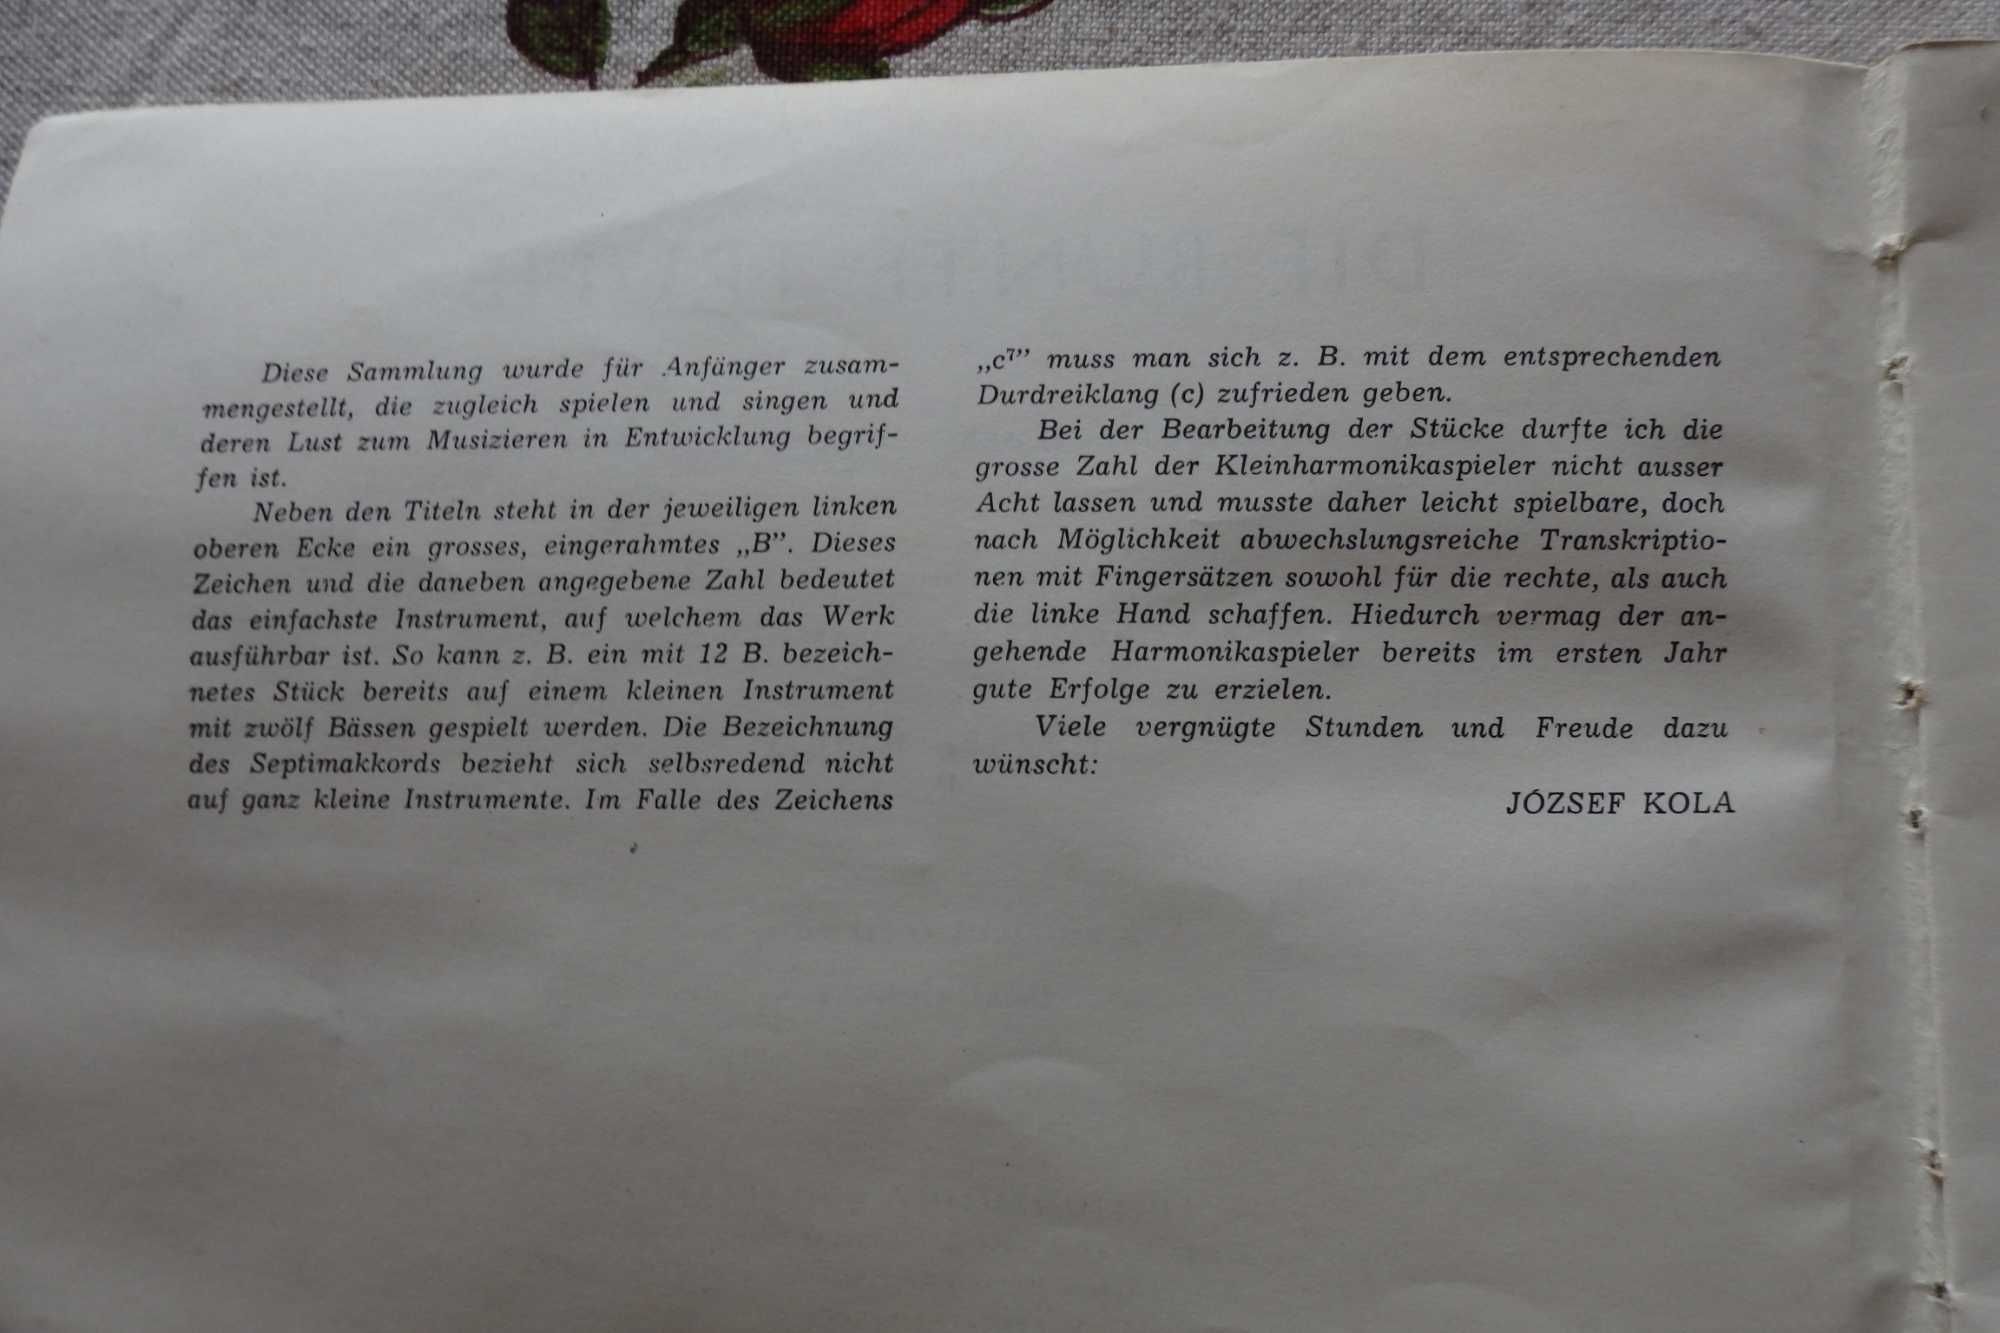 Diese Sammlung wurde für Anfänger zusam-
mengestellt, die zugleich spielen und singen und
deren Lust zum Musizieren in Entwicklung begrif-
fen ist.
Neben den Titeln steht in der jeweiligen linken
oberen Ecke ein grosses, eingerahmtes „B”. Dieses
Zeichen und die daneben angegebene Zahl bedeutet
das einfachste Instrument, auf welchem das Werk
ausführbar ist. So kann z. B. ein mit 12 B. bezeich-
netes Stück bereits auf einem kleinen Instrument
mit zwölf Bässen gespielt werden. Die Bezeichnung
des Septimakkords bezieht sich selbsredend nicht
auf ganz kleine Instrumente. Im Falle des Zeichens
„c⁷” muss man sich z. B. mit dem entsprechenden
Durdreiklang (c) zufrieden geben.
Bei der Bearbeitung der Stücke durfte ich die
grosse Zahl der Kleinharmonikaspieler nicht ausser
Acht lassen und musste daher leicht spielbare, doch
nach Möglichkeit abwechslungsreiche Transkriptio-
nen mit Fingersätzen sowohl für die rechte, als auch
die linke Hand schaffen. Hiedurch vermag der an-
gehende Harmonikaspieler bereits im ersten Jahr
gute Erfolge zu erzielen.
Viele vergnügte Stunden und Freude dazu
wünscht:
JÓZSEF KOLA